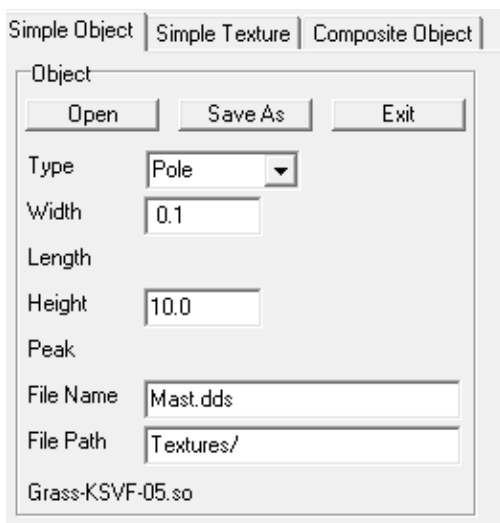 Simple Object Simple Texture Composite Object
Object
Open Save As Exit
Type Pole
Width 0.1
Length
Height 10.0
Peak
File Name Mast.dds
File Path Textures/
Grass-KSVF-05.so